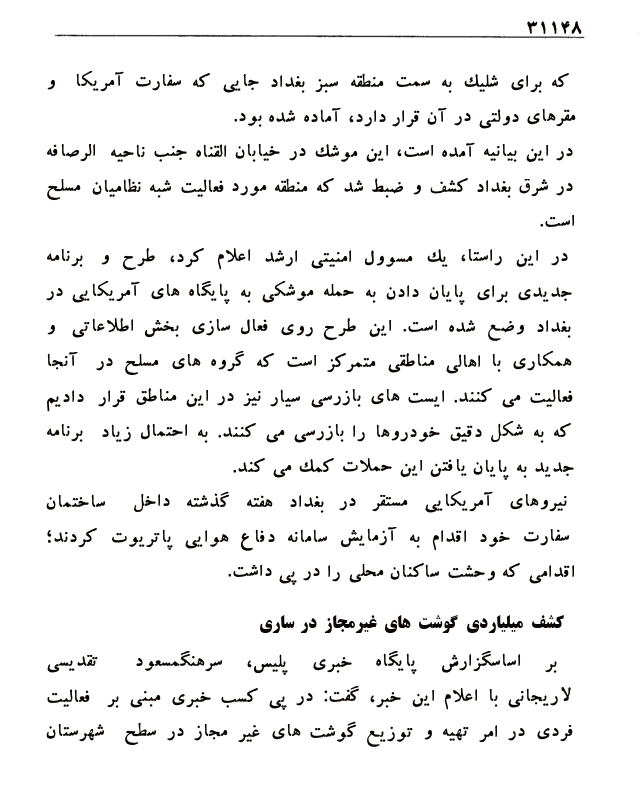 ۳۱۱۴۸
که برای شلیك به سمت منطقه سبز بغداد جایی که سفارت آمریکا و
مقرهای دولتی در آن قرار دارد، آماده شده بود.
در این بیانیه آمده است، این موشك در خیابان القناه جنب ناحیه الرصافه
در شرق بغداد کشف و ضبط شد که منطقه مورد فعالیت شبه نظامیان مسلح
است.
در این راستا، یك مسوول امنیتی ارشد اعلام کرد، طرح و برنامه
جدیدی برای پایان دادن به حمله موشکی به پایگاه های آمریکایی در
بغداد وضع شده است. این طرح روی فعال سازی بخش اطلاعاتی و
همکاری با اهالی مناطقی متمرکز است که گروه های مسلح در آنجا
فعالیت می کنند. ایست های بازرسی سیار نیز در این مناطق قرار دادیم
که به شکل دقیق خودروها را بازرسی می کنند. به احتمال زیاد برنامه
جدید به پایان یافتن این حملات کمك می کند.
نیروهای آمریکایی مستقر در بغداد هفته گذشته داخل ساختمان
سفارت خود اقدام به آزمایش سامانه دفاع هوایی پاتریوت کردند؛
اقدامی که وحشت ساکنان محلی را در پی داشت.
کشف میلیاردی گوشت های غیرمجاز در ساری
بر اساسگزارش پایگاه خبری پلیس، سرهنگمسعود تقدیسی
لاریجانی با اعلام این خبر، گفت: در پی کسب خبری مبنی بر فعالیت
فردی در امر تهیه و توزیع گوشت های غیر مجاز در سطح شهرستان